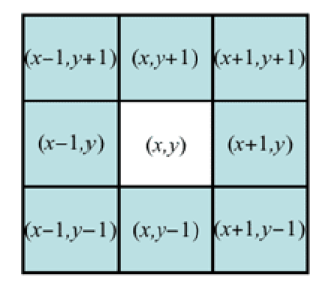 (x−1,y+1) (x,y+1) (x+1,y+1)
(x−1,y) (x,y) (x+1,y)
(x−1,y−1) (x,y−1) (x+1,y−1)